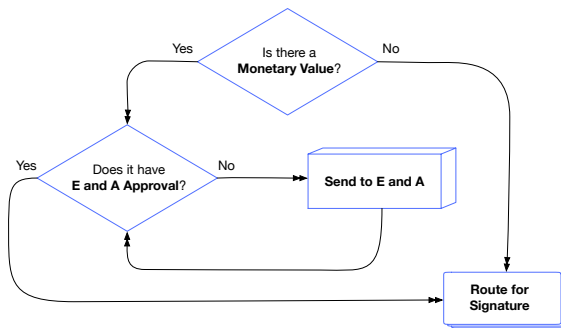 Is there a
Monetary Value?
Yes
No
Does it have
E and A Approval?
Yes
No
Send to E and A
Route for
Signature